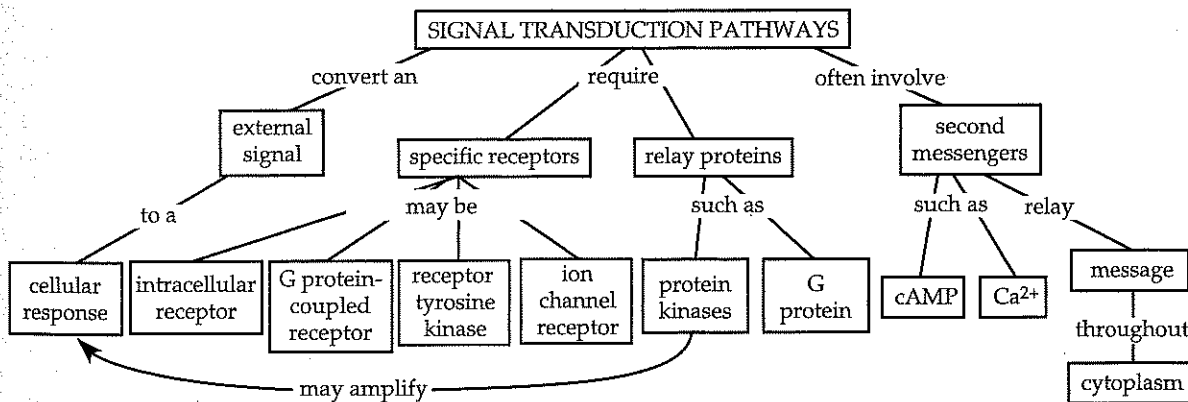 SIGNAL TRANSDUCTION PATHWAYS
convert an
require
often involve
external
signal
specific receptors
relay proteins
second
messengers
to a
may be
such as
such as
relay
cellular
response
intracellular
receptor
G protein-
coupled
receptor
receptor
tyrosine
kinase
ion
channel
receptor
protein
kinases
G
protein
cAMP
Ca²⁺
message
throughout
may amplify
cytoplasm